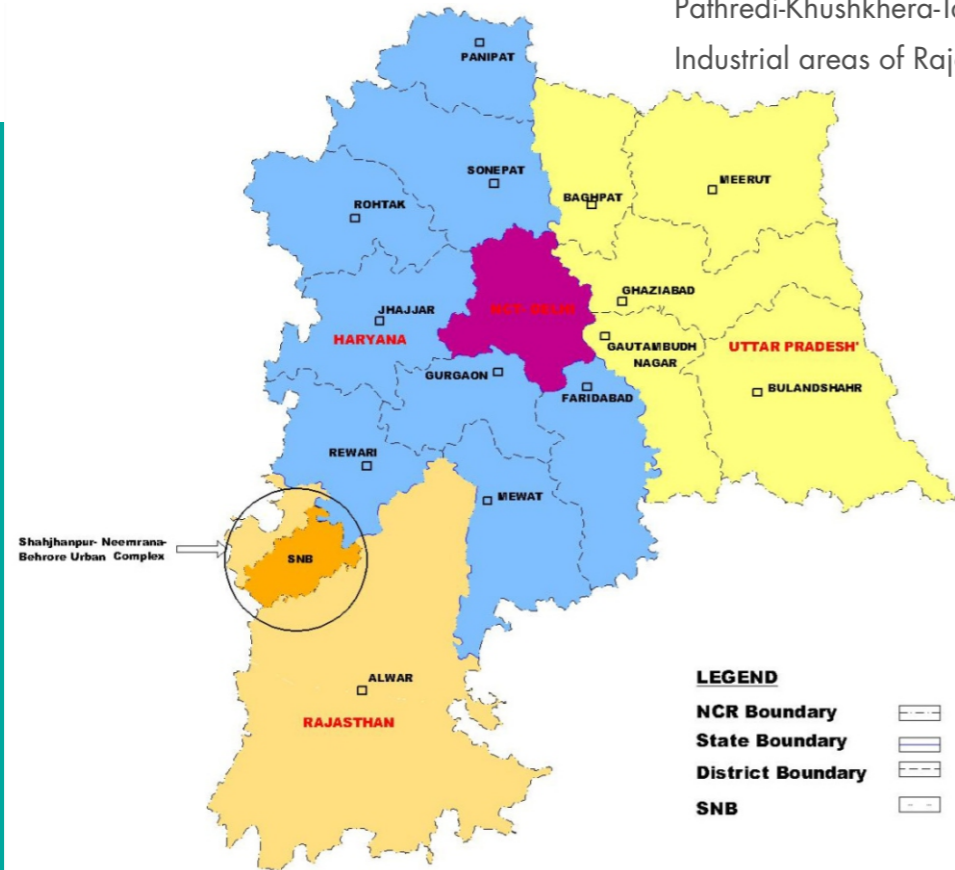 Pathredi-Khushkhera-
Industrial areas of
PANIPAT
SONEPAT
BAGHPAT
MEERUT
ROHTAK
GHAZIABAD
JHAJJAR
NCT- DELHI
HARYANA
GAUTAMBUDH
NAGAR
UTTAR PRADESH'
GURGAON
FARIDABAD
BULANDSHAHR
REWARI
MEWAT
Shahjhanpur- Neemrana-
Behrore Urban Complex
SNB
ALWAR
RAJASTHAN
LEGEND
NCR Boundary
State Boundary
District Boundary
SNB